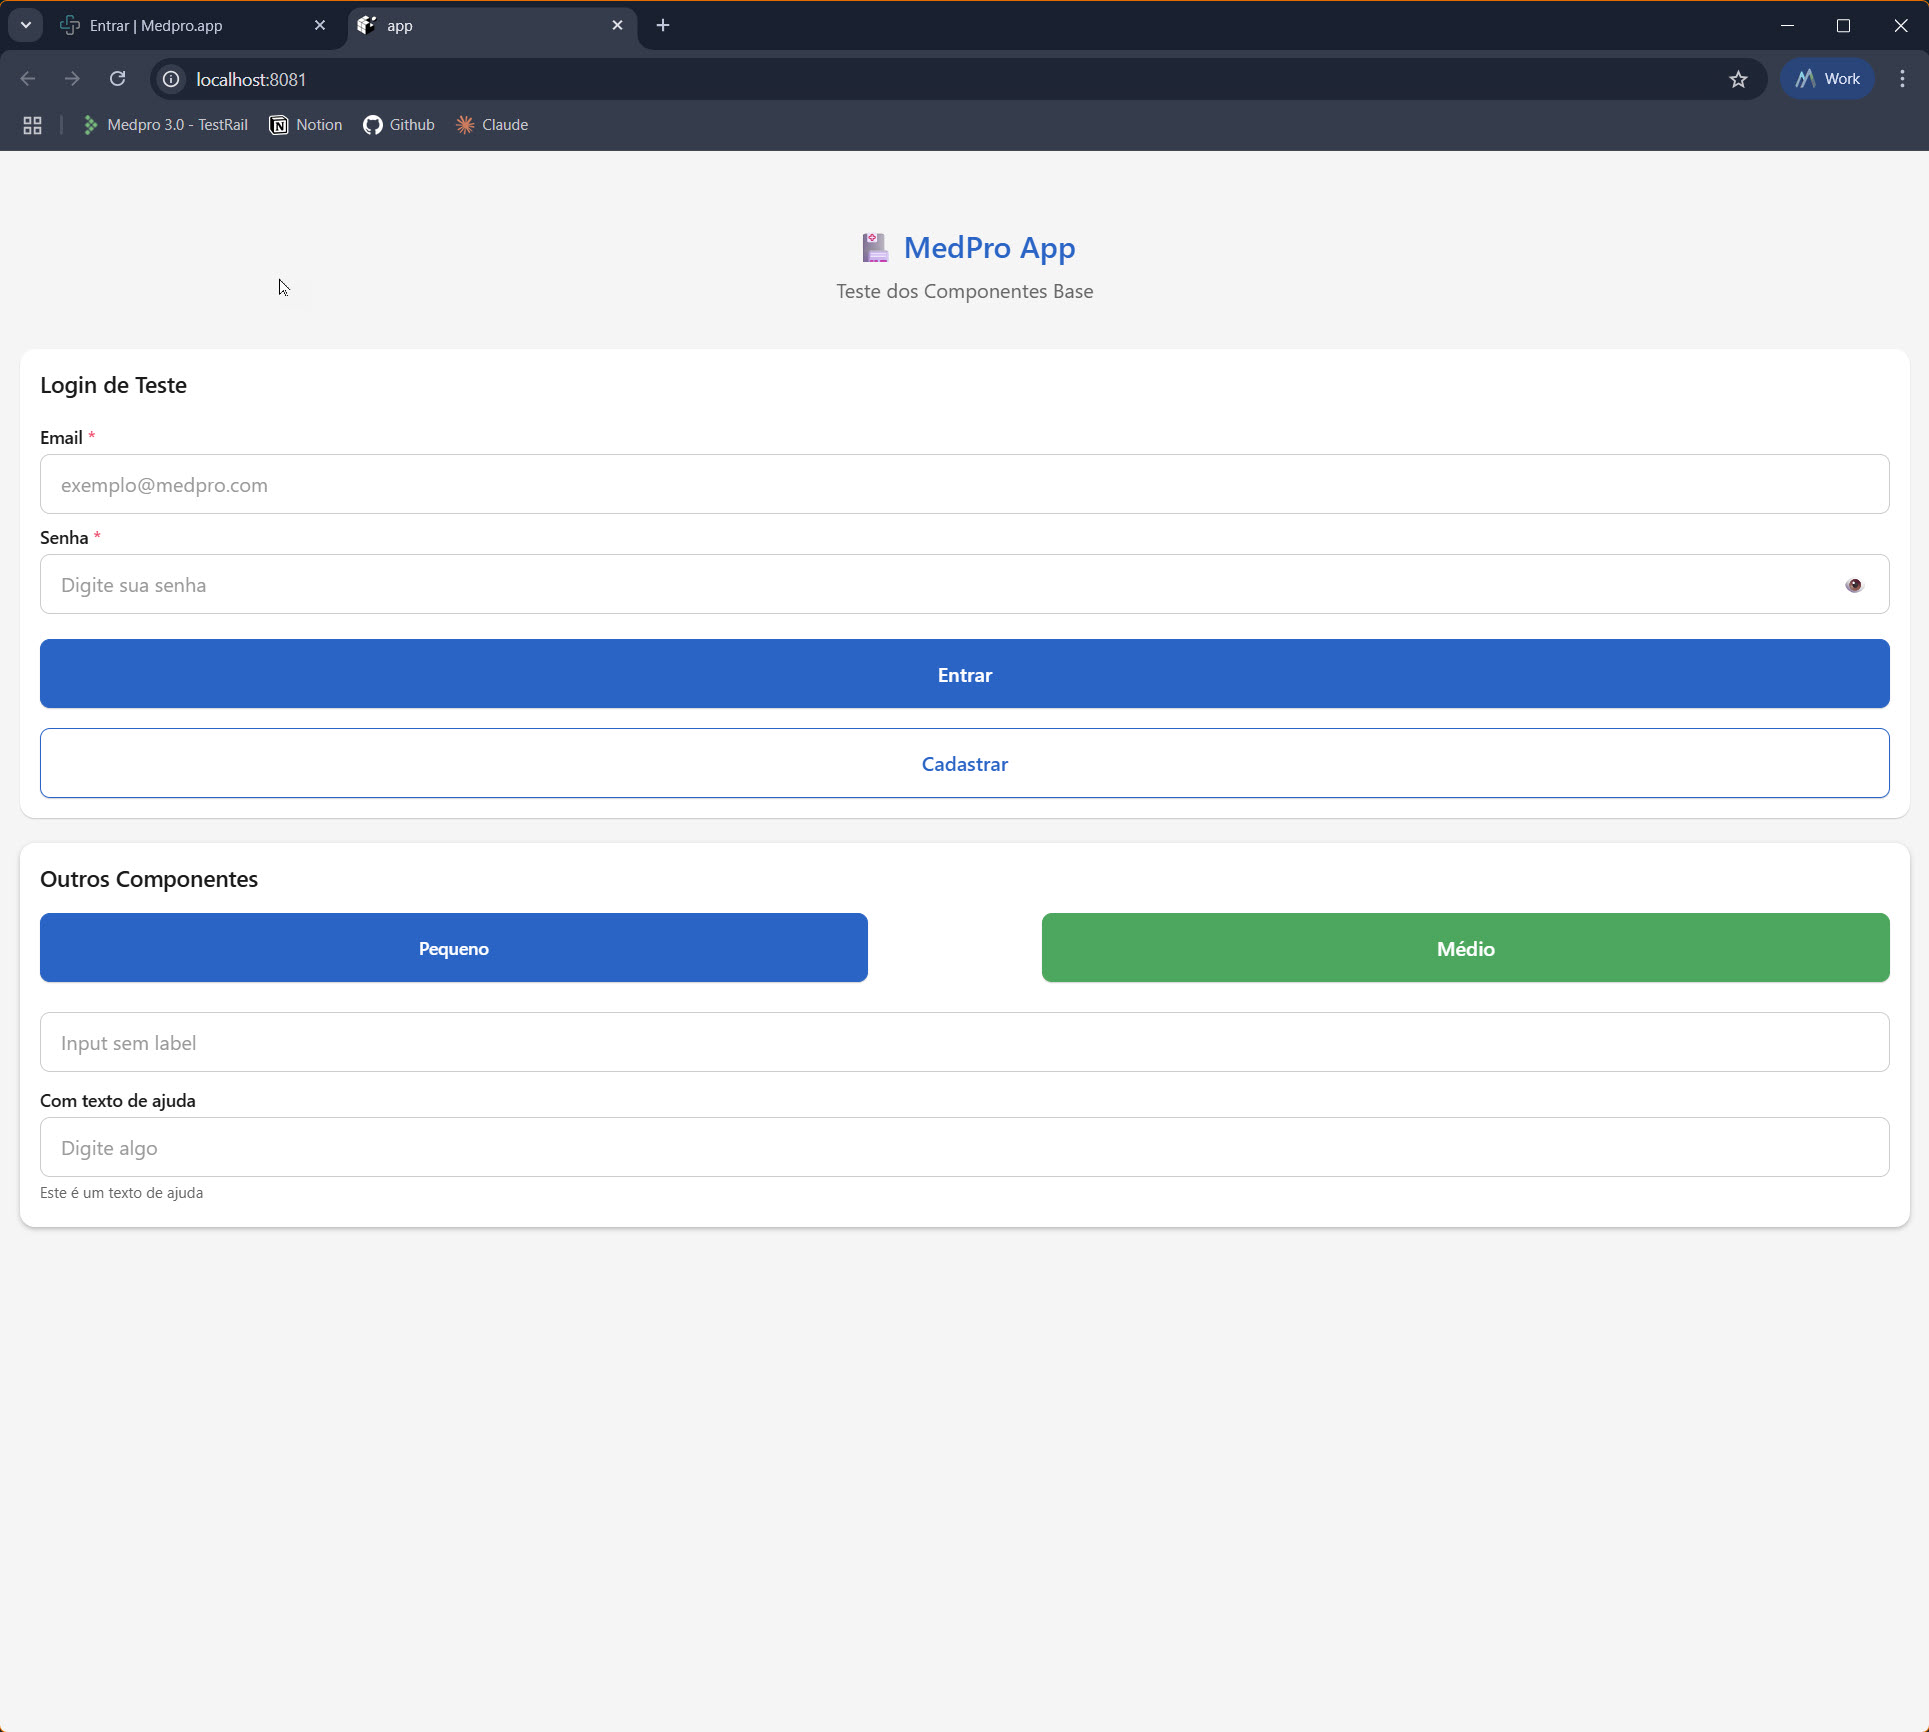 Entrar | Medpro.app
app
localhost:8081
Work
Medpro 3.0 - TestRail
Notion
Github
Claude
MedPro App
Teste dos Componentes Base
Login de Teste
Email *
exemplo@medpro.com
Senha *
Digite sua senha
Entrar
Cadastrar
Outros Componentes
Pequeno
Médio
Input sem label
Com texto de ajuda
Digite algo
Este é um texto de ajuda